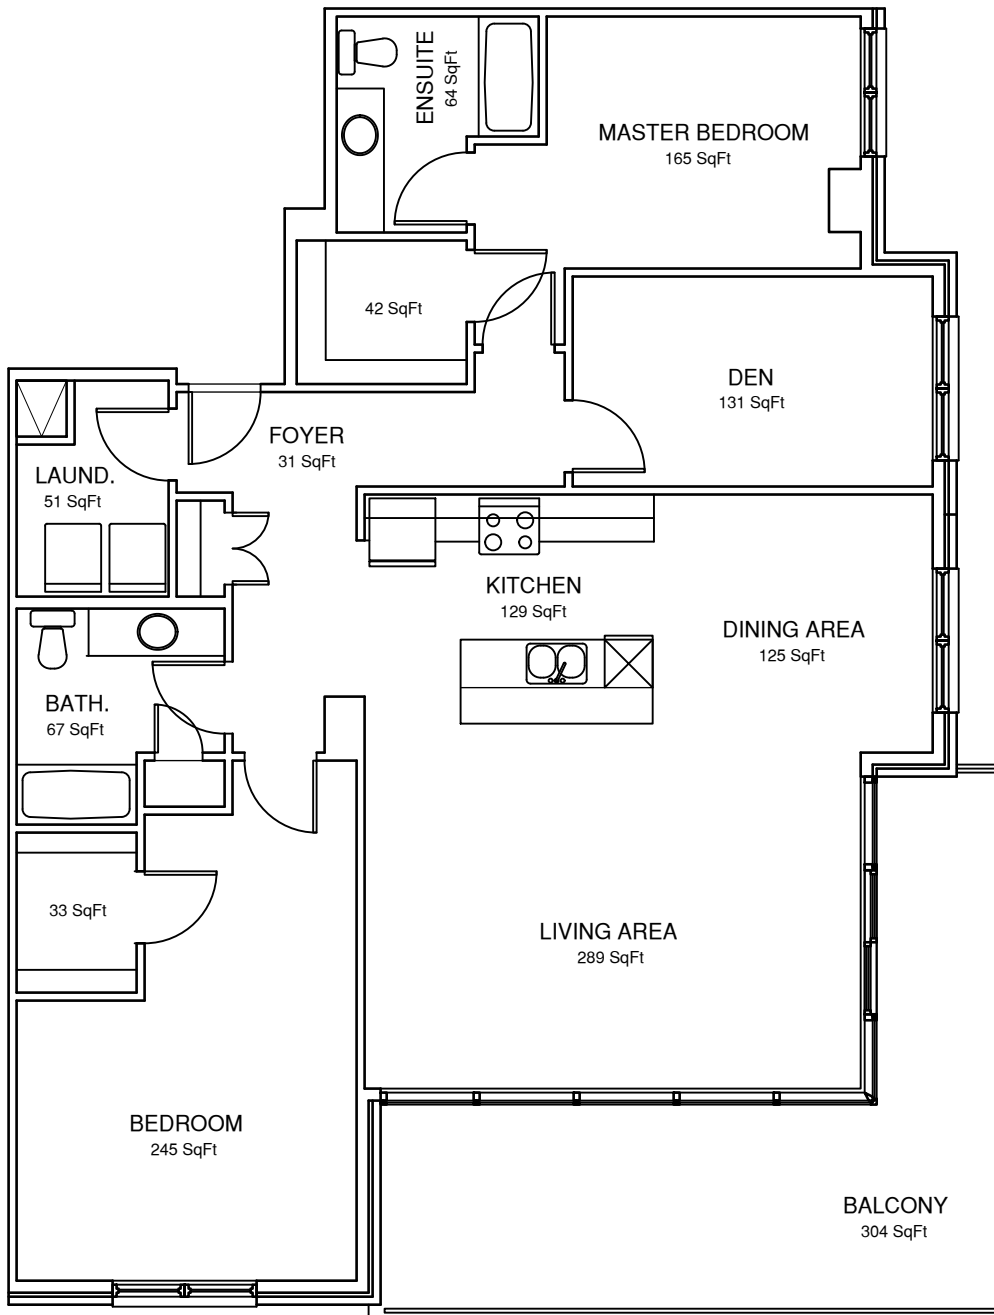 ENSUITE
64 SqFt
MASTER BEDROOM
165 SqFt
42 SqFt
DEN
131 SqFt
FOYER
31 SqFt
LAUND.
51 SqFt
KITCHEN
129 SqFt
DINING AREA
125 SqFt
BATH.
67 SqFt
33 SqFt
LIVING AREA
289 SqFt
BEDROOM
245 SqFt
BALCONY
304 SqFt